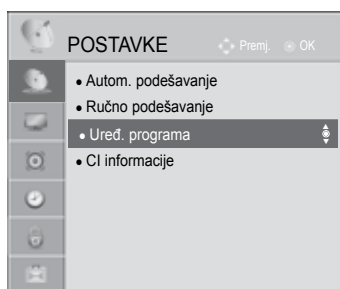 POSTAVKE Premj. OK
• Autom. podešavanje
• Ručno podešavanje
• Uređ. programa
• CI informacije